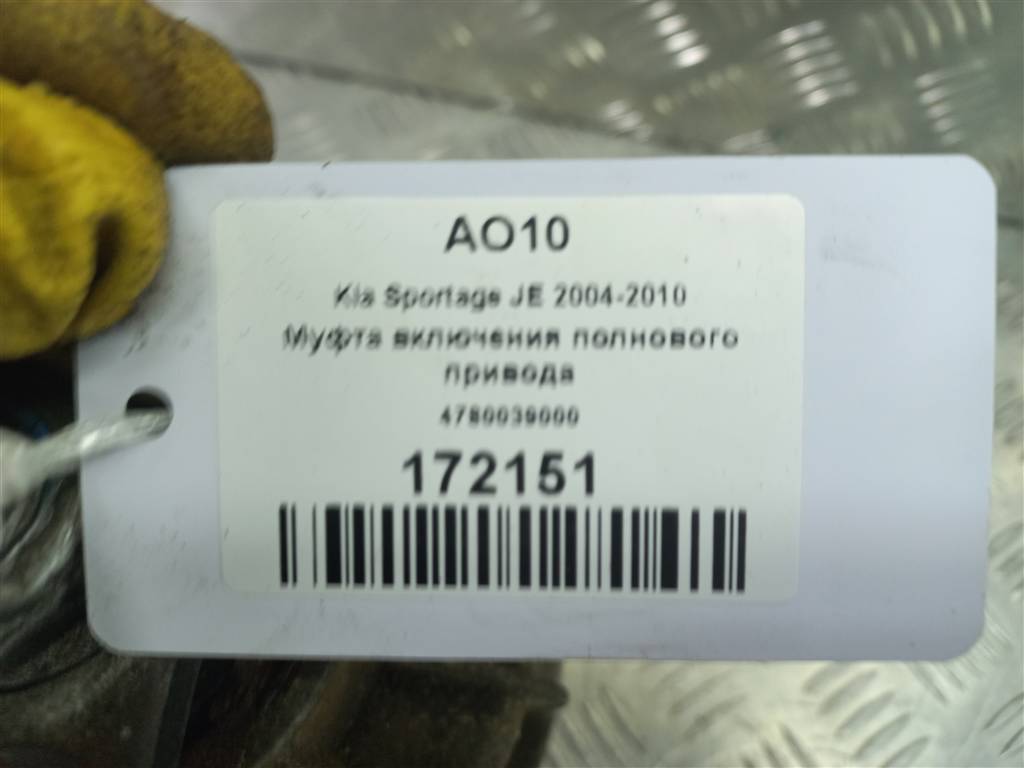 AO10
Kia Sportage JE 2004-2010
Муфта включения полнового
привода
4780039000
172151